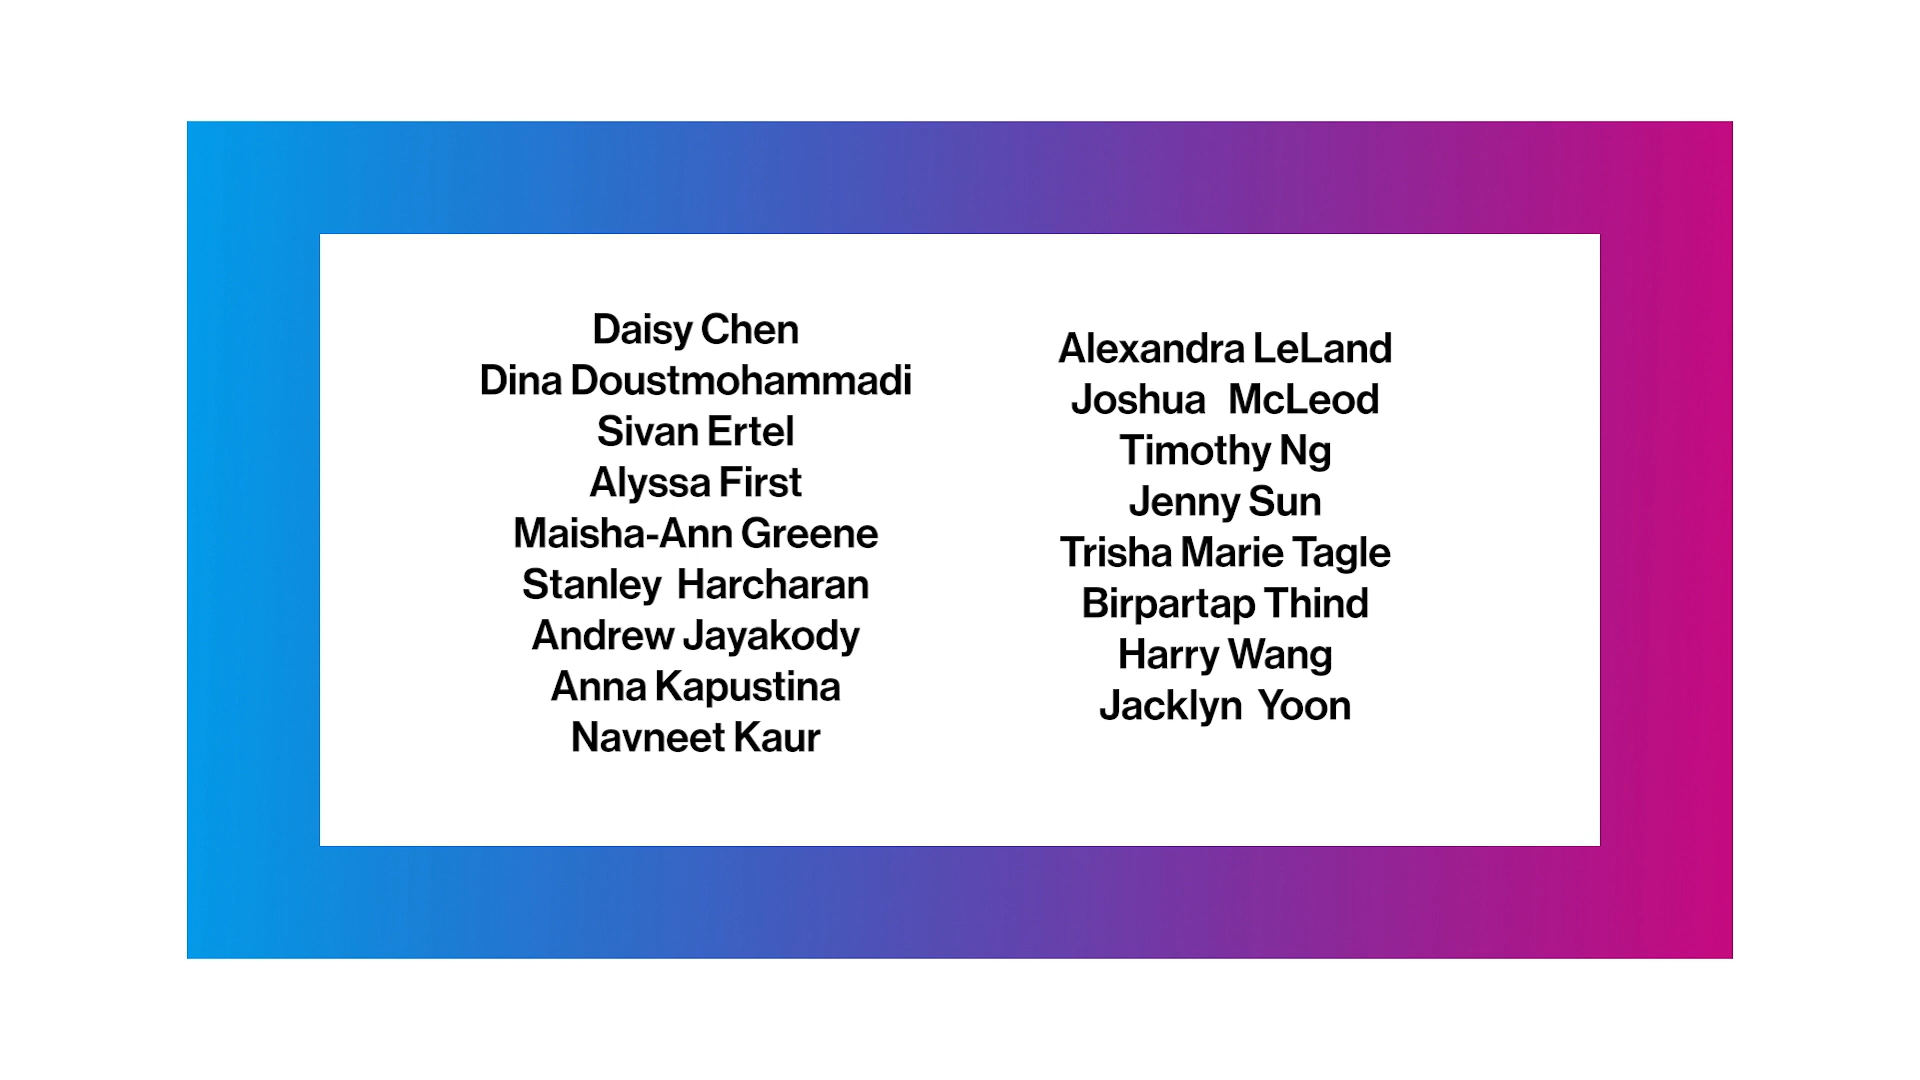 Daisy Chen
Dina Doustmohammadi
Sivan Ertel
Alyssa First
Maisha-Ann Greene
Stanley  Harcharan
Andrew Jayakody
Anna Kapustina
Navneet Kaur
Alexandra LeLand
Joshua   McLeod
Timothy Ng
Jenny Sun
Trisha Marie Tagle
Birpartap Thind
Harry Wang
Jacklyn  Yoon